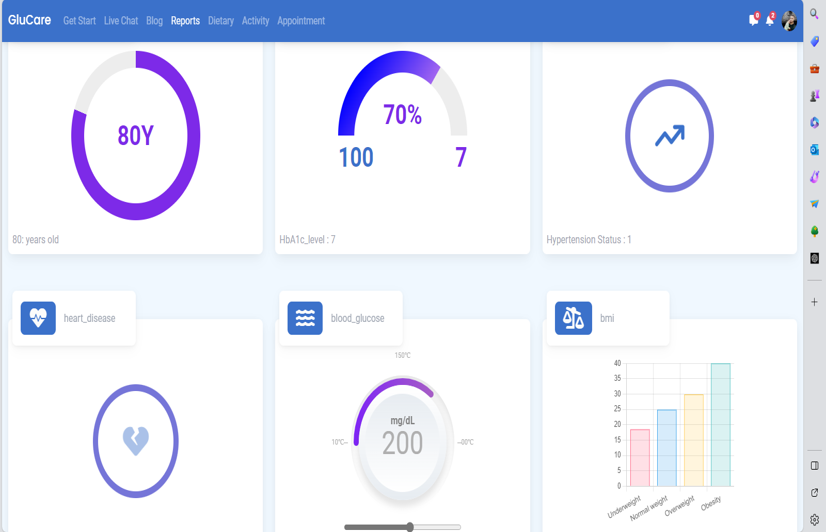 GluCare Get Start Live Chat Blog Reports Dietary Activity Appointment
80Y
70%
100 7
80: years old
HbA1c_level : 7
Hypertension Status : 1
heart_disease
blood_glucose
bmi
150°C
mg/dL
200
10°C
00°C
40
35
30
25
20
15
10
5
0
Underweight
Normal weight
Overweight
Obesity